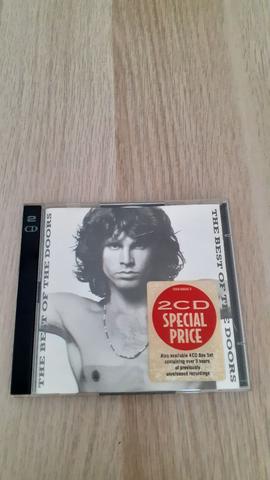 2
CD
THE BEST OF THE DOORS
THE BEST OF THE DOORS
2CD
SPECIAL
PRICE
Also available 4CD Box Set
containing over 3 hours
of previously
unreleased recordings